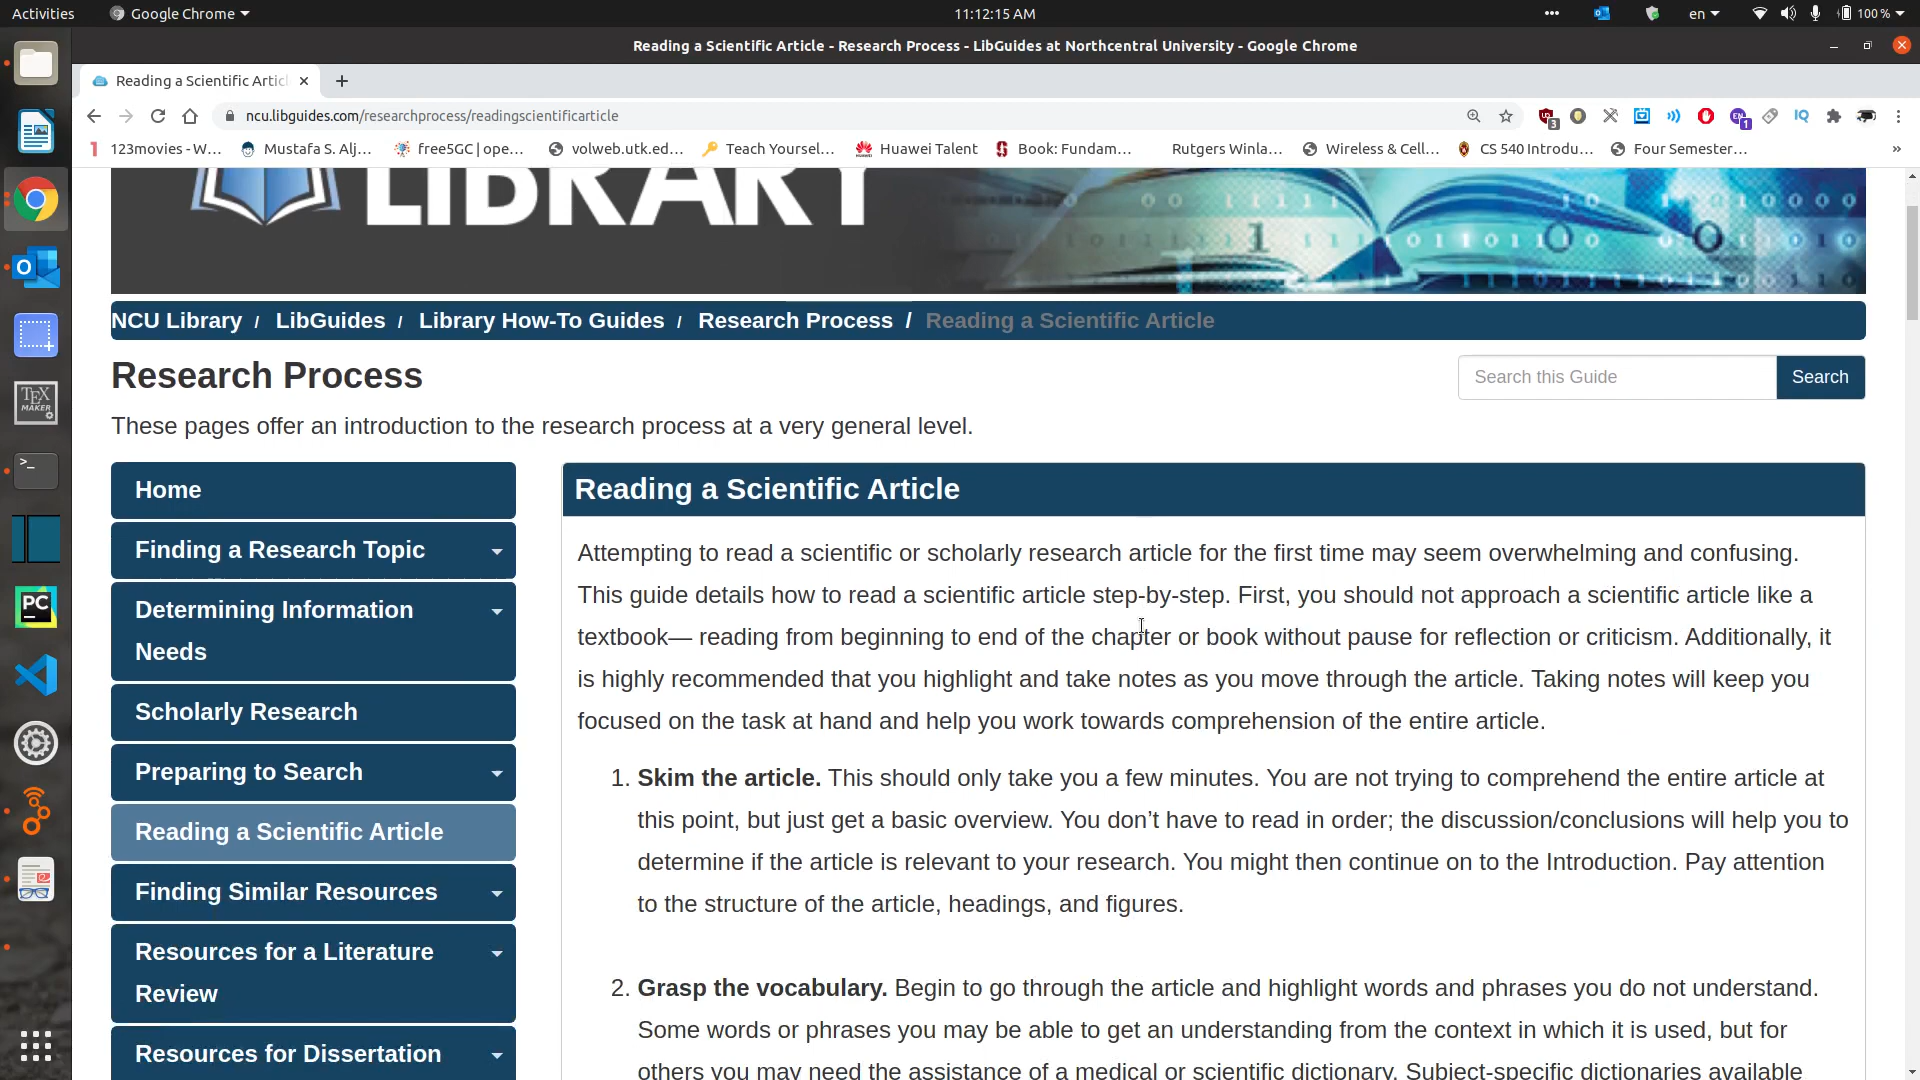 Activities
Google Chrome
11:12:15 AM
en
100 %
Reading a Scientific Article - Research Process - LibGuides at Northcentral University - Google Chrome
Reading a Scientific Articl
ncu.libguides.com/researchprocess/readingscientificarticle
123movies - W...
Mustafa S. Alj...
free5GC | ope...
volweb.utk.ed...
Teach Yoursel...
Huawei Talent
Book: Fundam...
Rutgers Winla...
Wireless & Cell...
CS 540 Introdu...
Four Semester...
LIBRARY
NCU Library / LibGuides / Library How-To Guides / Research Process / Reading a Scientific Article
Research Process
Search this Guide
Search
These pages offer an introduction to the research process at a very general level.
Home
Finding a Research Topic
Determining Information
Needs
Scholarly Research
Preparing to Search
Reading a Scientific Article
Finding Similar Resources
Resources for a Literature
Review
Resources for Dissertation
Reading a Scientific Article
Attempting to read a scientific or scholarly research article for the first time may seem overwhelming and confusing.
This guide details how to read a scientific article step-by-step. First, you should not approach a scientific article like a
textbook— reading from beginning to end of the chapter or book without pause for reflection or criticism. Additionally, it
is highly recommended that you highlight and take notes as you move through the article. Taking notes will keep you
focused on the task at hand and help you work towards comprehension of the entire article.
1. Skim the article. This should only take you a few minutes. You are not trying to comprehend the entire article at
this point, but just get a basic overview. You don’t have to read in order; the discussion/conclusions will help you to
determine if the article is relevant to your research. You might then continue on to the Introduction. Pay attention
to the structure of the article, headings, and figures.
2. Grasp the vocabulary. Begin to go through the article and highlight words and phrases you do not understand.
Some words or phrases you may be able to get an understanding from the context in which it is used, but for
others you may need the assistance of a medical or scientific dictionary. Subject-specific dictionaries available